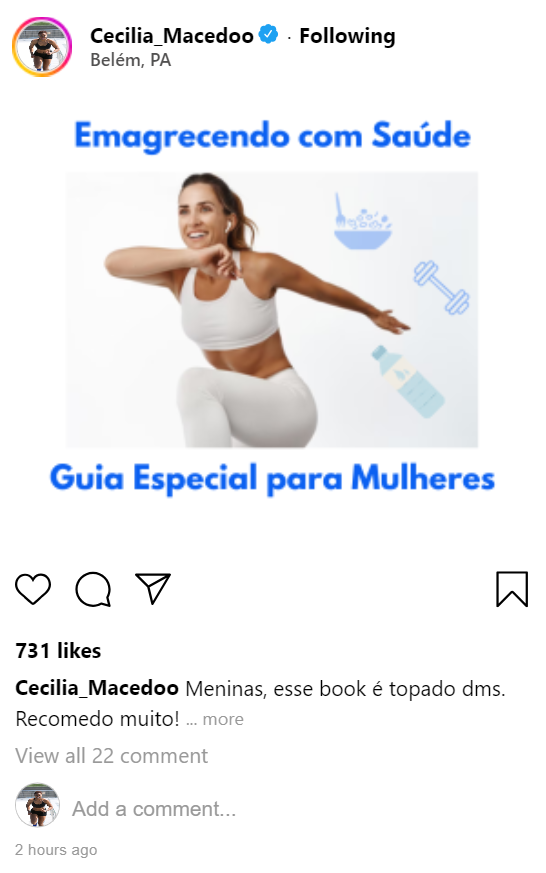 Cecilia_Macedoo · Following
Belém, PA
Emagrecendo com Saúde
Guia Especial para Mulheres
731 likes
Cecilia_Macedoo Meninas, esse book é topado dms.
Recomedo muito! ... more
View all 22 comment
Add a comment...
2 hours ago